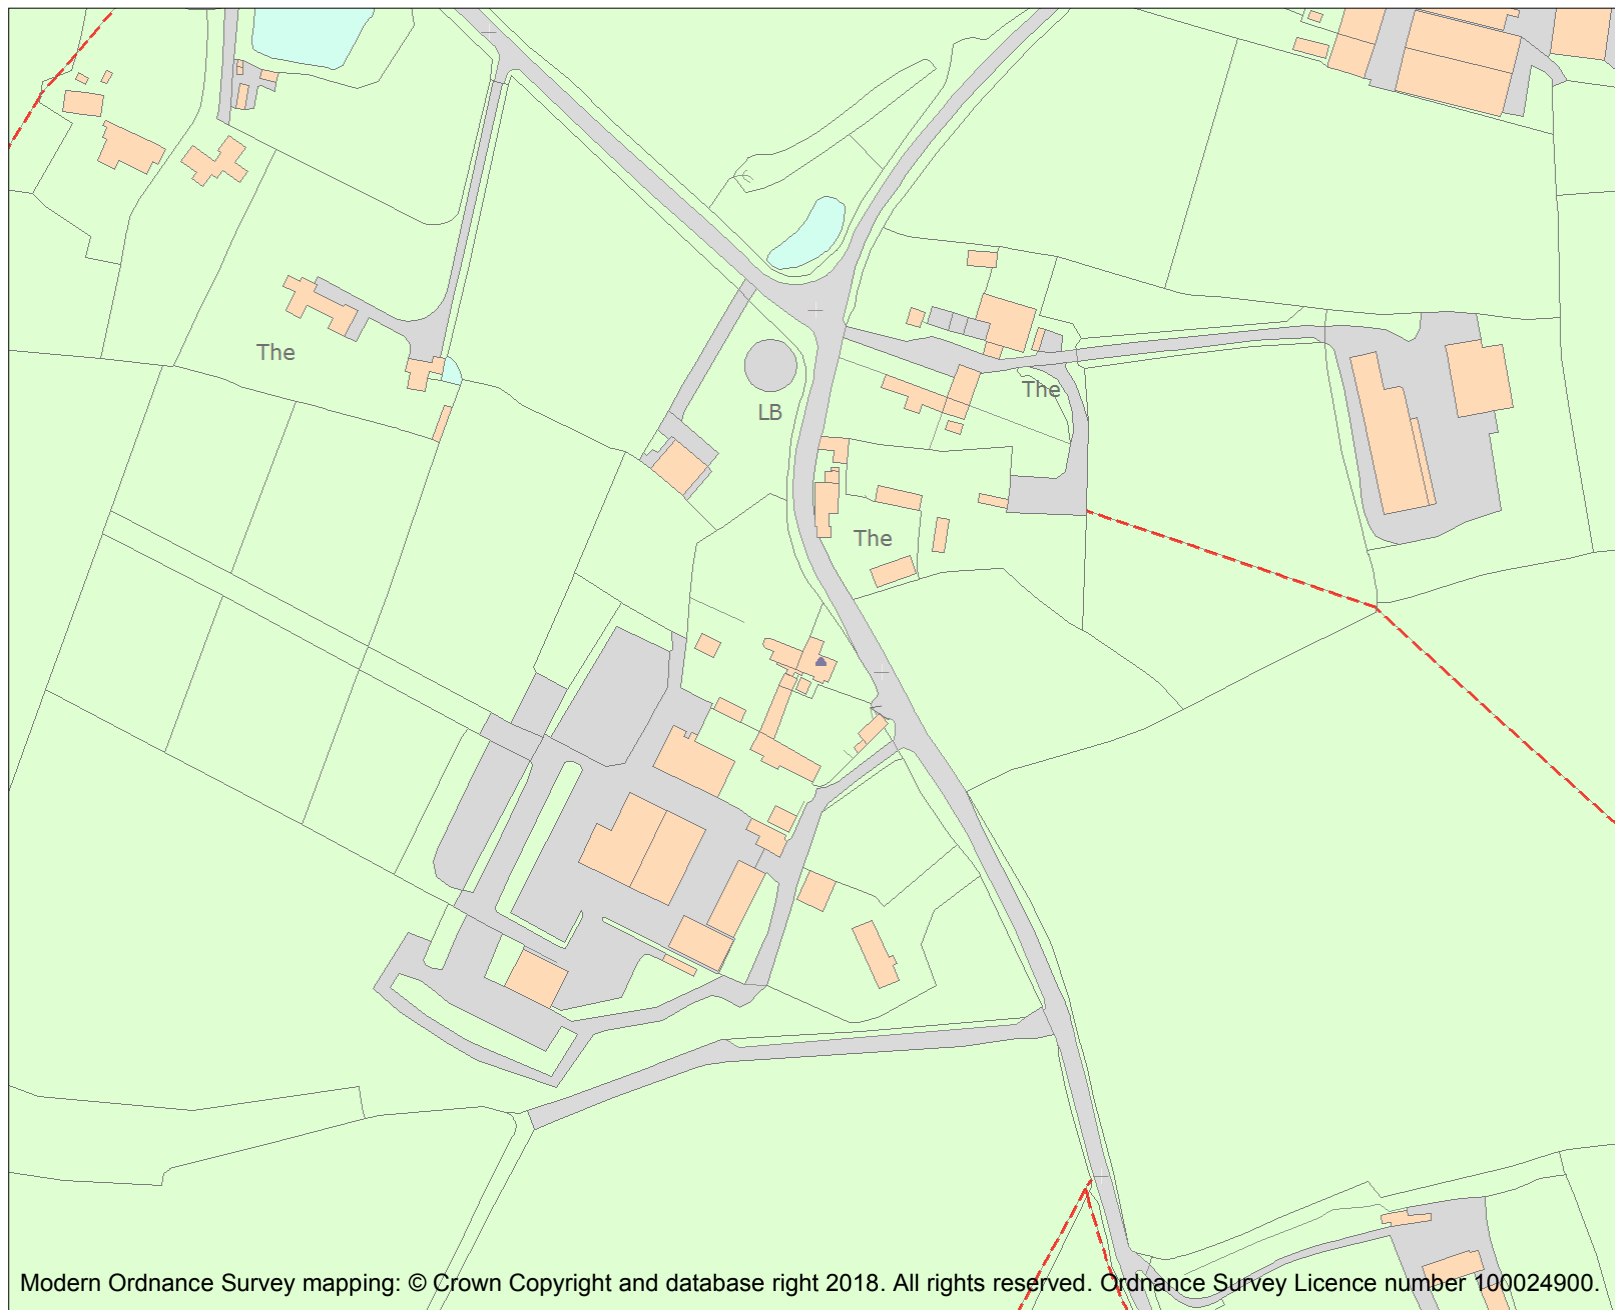 The
The
LB
The
Modern Ordnance Survey mapping: © Crown Copyright and database right 2018. All rights reserved. Ordnance Survey Licence number 100024900.